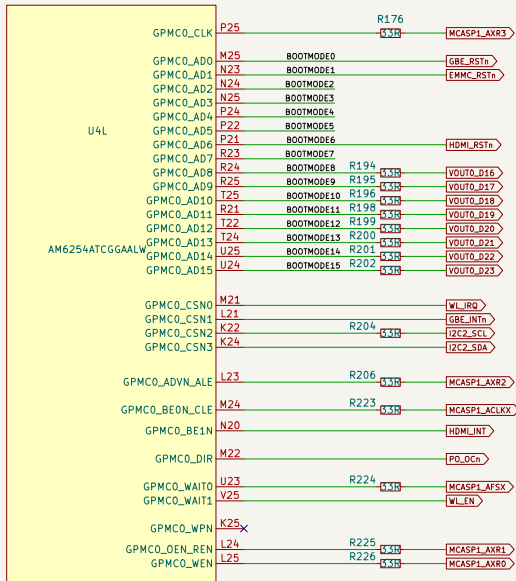 R176
GPMC0_CLK P25 33R MCASP1_AXR3
GPMC0_AD0 M25 BOOTMODE0 GBE_RSTn
GPMC0_AD1 N23 BOOTMODE1 EMMC_RSTn
GPMC0_AD2 N24 BOOTMODE2
GPMC0_AD3 N25 BOOTMODE3
GPMC0_AD4 P24 BOOTMODE4
U4L
GPMC0_AD5 P22 BOOTMODE5
GPMC0_AD6 P21 BOOTMODE6 HDMI_RSTn
GPMC0_AD7 R23 BOOTMODE7
GPMC0_AD8 R24 BOOTMODE8 R194 33R VOUT0_D16
GPMC0_AD9 R25 BOOTMODE9 R195 33R VOUT0_D17
GPMC0_AD10 T25 BOOTMODE10 R196 33R VOUT0_D18
GPMC0_AD11 R21 BOOTMODE11 R198 33R VOUT0_D19
GPMC0_AD12 T22 BOOTMODE12 R199 33R VOUT0_D20
GPMC0_AD13 T24 BOOTMODE13 R200 33R VOUT0_D21
AM6254ATCGGAALW GPMC0_AD14 U25 BOOTMODE14 R201 33R VOUT0_D22
GPMC0_AD15 U24 BOOTMODE15 R202 33R VOUT0_D23
GPMC0_CSN0 M21 WL_IRQ
GPMC0_CSN1 L21 GBE_INTn
GPMC0_CSN2 K22 R204 33R I2C2_SCL
GPMC0_CSN3 K24 I2C2_SDA
GPMC0_ADVN_ALE L23 R206 33R MCASP1_AXR2
GPMC0_BE0N_CLE M24 R223 33R MCASP1_ACLKX
GPMC0_BE1N N20 HDMI_INT
GPMC0_DIR M22 PO_OCn
GPMC0_WAIT0 U23 R224 33R MCASP1_AFSX
GPMC0_WAIT1 V25 WL_EN
GPMC0_WPN K25
GPMC0_OEN_REN L24 R225 33R MCASP1_AXR1
GPMC0_WEN L25 R226 33R MCASP1_AXR0